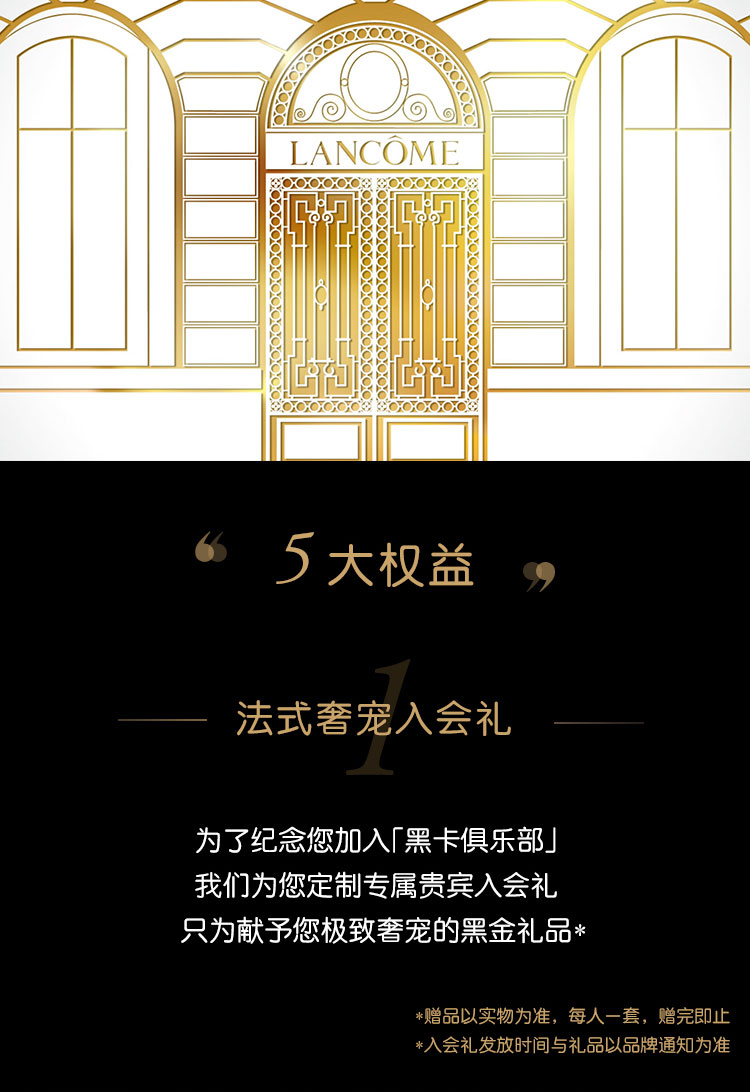 LANCÔME
5大权益
1
法式奢宠入会礼
为了纪念您加入「黑卡俱乐部」
我们为您定制专属贵宾入会礼
只为献予您极致奢宠的黑金礼品*
*赠品以实物为准，每人一套，赠完即止
*入会礼发放时间与礼品以品牌通知为准